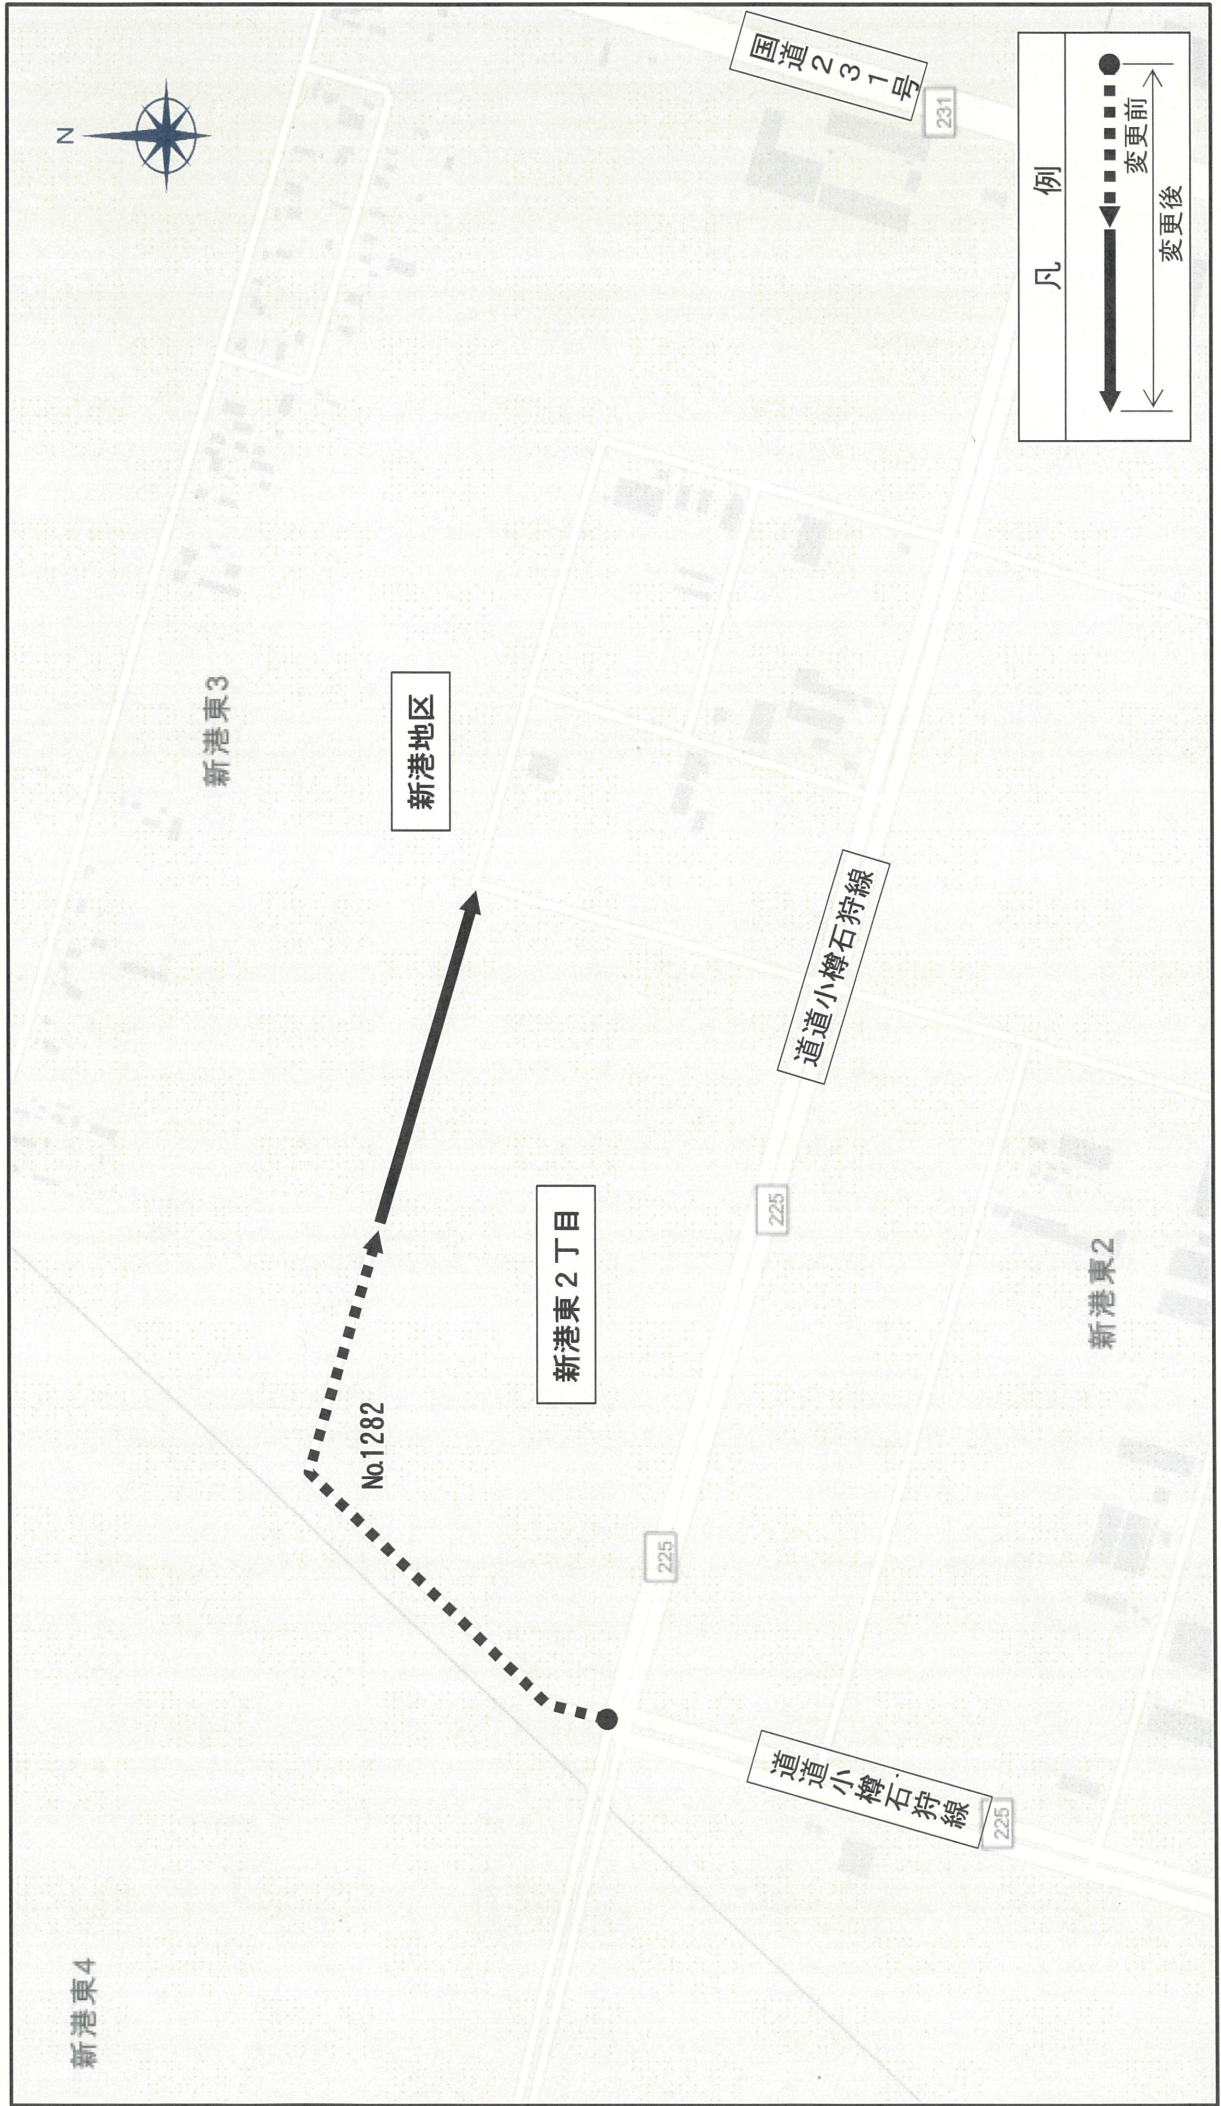 新港東4
新港東3
N
新港地区
No.1282
新港東２丁目
225
225
道道小樽石狩線
道道小樽石狩線
225
新港東2
国道２３１号
231
凡　例
変更前
変更後